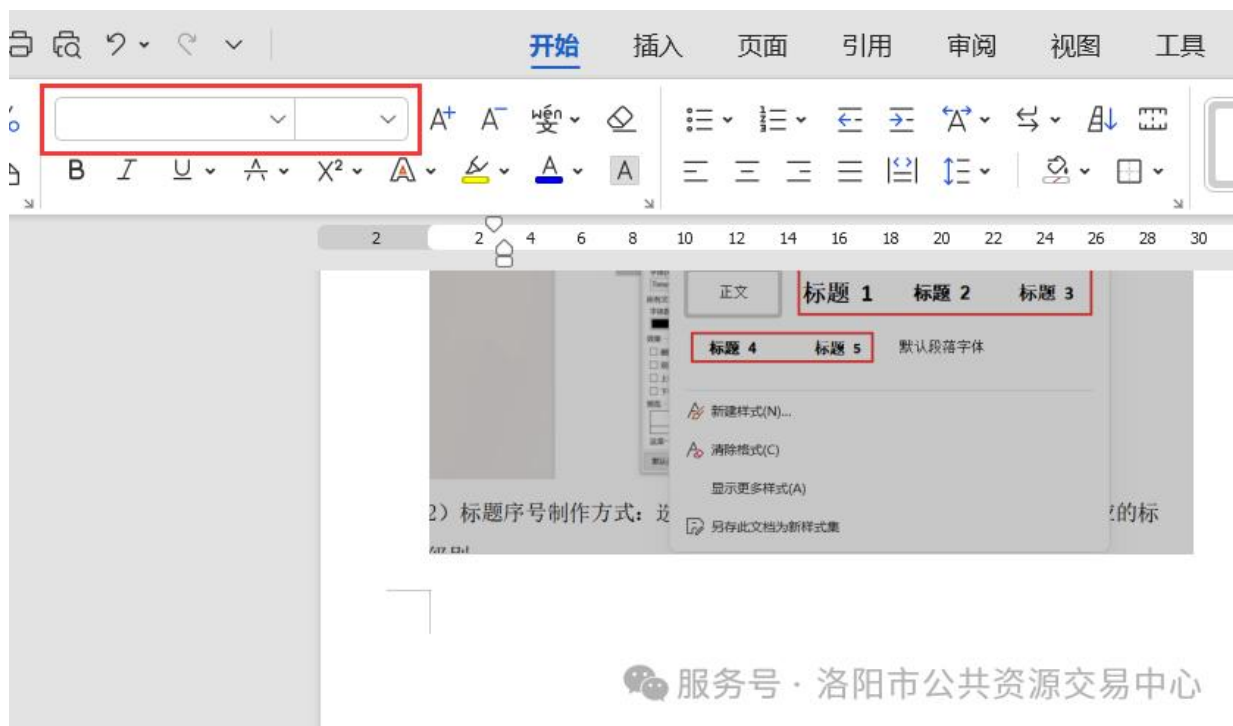 开始 插入 页面 引用 审阅 视图 工具
A+ A- wén 变
B I U A X² A A A
2 2 4 6 8 10 12 14 16 18 20 22 24 26 28 30
正文 标题 1 标题 2 标题 3
标题 4 标题 5 默认段落字体
新建样式(N)...
清除格式(C)
显示更多样式(A)
2）标题序号制作方式：选
的标
另存此文档为新样式集
服务号 · 洛阳市公共资源交易中心